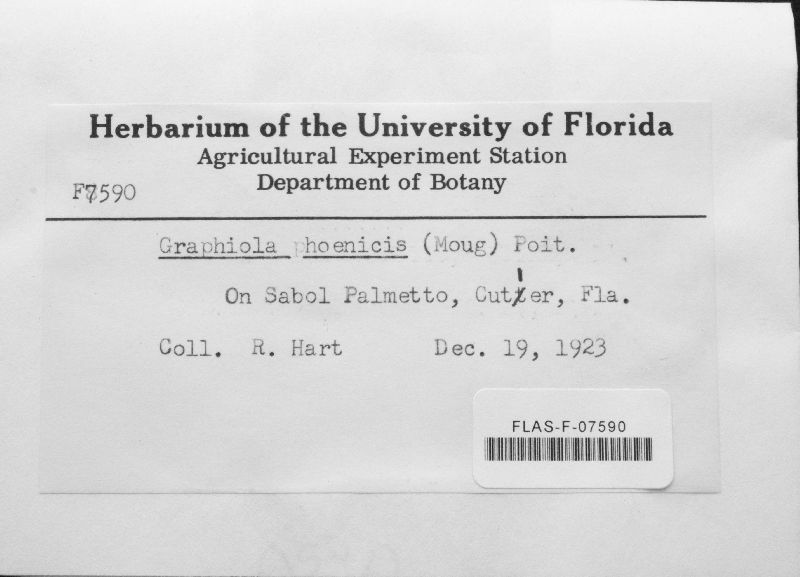 Herbarium of the University of Florida
Agricultural Experiment Station
Department of Botany
F7590
Graphiola phoenicis (Moug) Poit.
On Sabol Palmetto, Cutler, Fla.
Coll. R. Hart Dec. 19, 1923
FLAS-F-07590